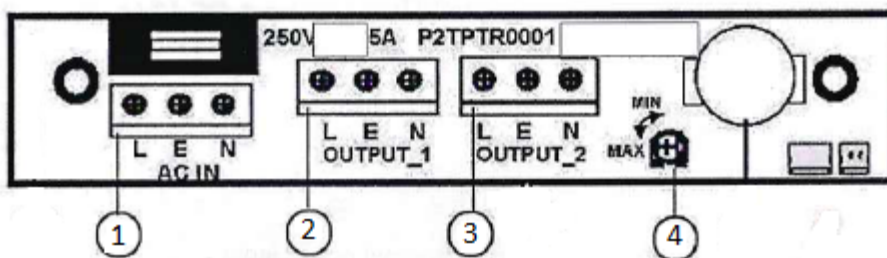 250V 5A P2TPTR0001
MIN
MAX
L E N
AC IN
L E N
OUTPUT_1
L E N
OUTPUT_2
1
2
3
4